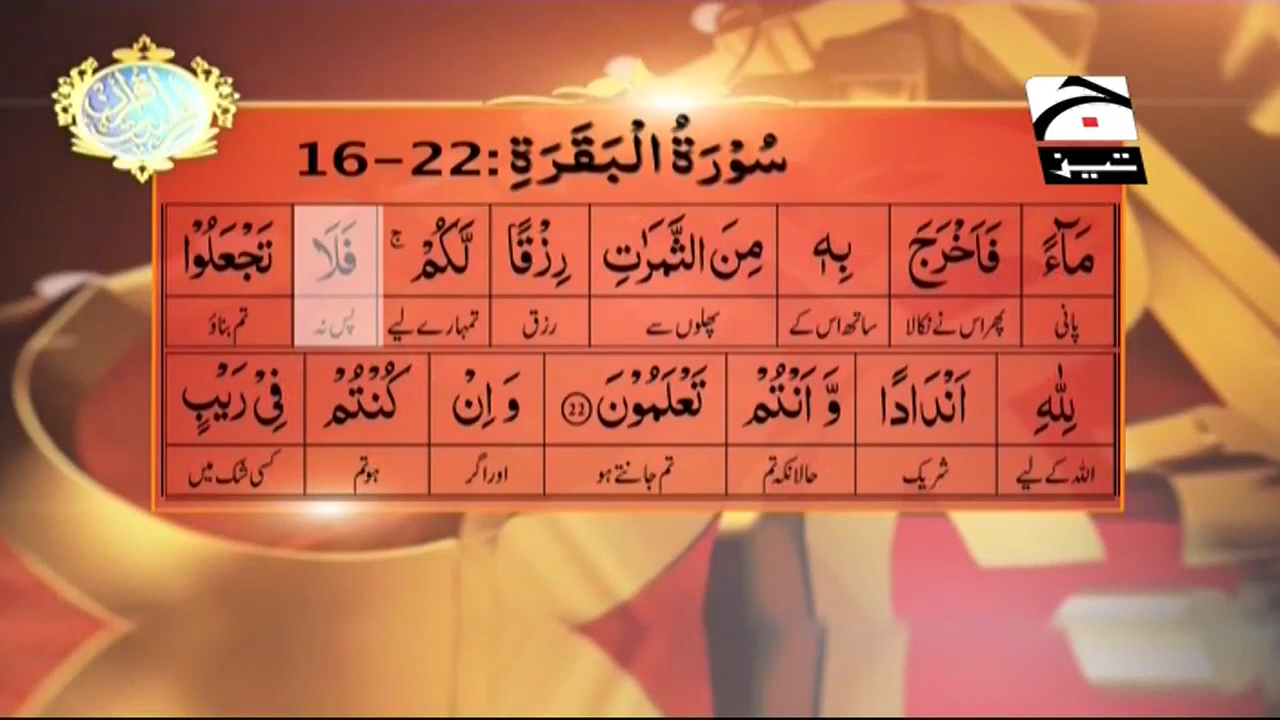 سُوْرَةُ الْبَقَرَةِ:22-16
مَآءً فَاَخْرَجَ بِهٖ مِنَ الثَّمَرٰتِ رِزْقًا لَّكُمْ ۚ فَلَا تَجْعَلُوْا
پانی پھر اس نے نکالا ساتھ اس کے پھلوں سے رزق تمہارے لیے پس نہ تم بناؤ
لِلّٰهِ اَنْدَادًا وَّ اَنْتُمْ تَعْلَمُوْنَ 22 وَ اِنْ كُنْتُمْ فِیْ رَیْبٍ
اللہ کے لیے شریک حالانکہ تم تم جانتے ہو اور اگر ہو تم کسی شک میں
تیز